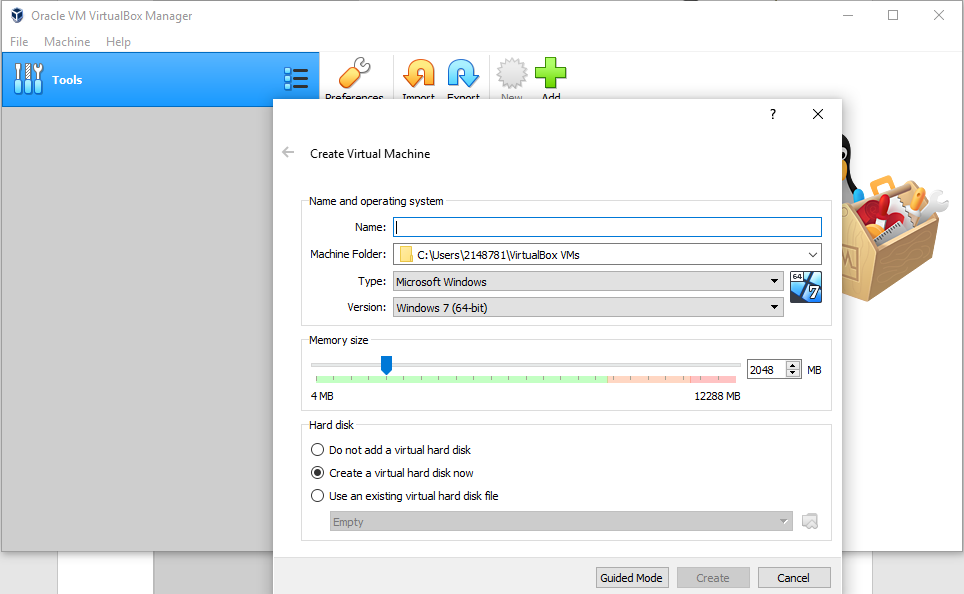 Oracle VM VirtualBox Manager
File Machine Help
Tools
Preferences Import Export New Add
?
Create Virtual Machine
Name and operating system
Name:
Machine Folder: C:\Users\2148781\VirtualBox VMs
Type: Microsoft Windows
64
7
Version: Windows 7 (64-bit)
Memory size
2048 MB
4 MB 12288 MB
Hard disk
Do not add a virtual hard disk
Create a virtual hard disk now
Use an existing virtual hard disk file
Empty
Guided Mode Create Cancel